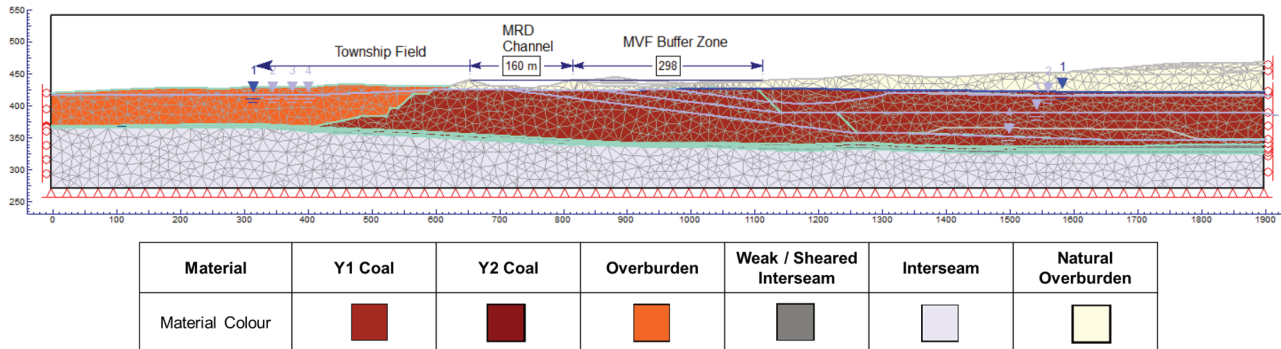 550
500
450
400
350
300
250
Township Field
MRD
Channel
160 m
MVF Buffer Zone
298
1 2 3 4
2 1
0 100 200 300 400 500 600 700 800 900 1000 1100 1200 1300 1400 1500 1600 1700 1800 1900
Material Y1 Coal Y2 Coal Overburden Weak / Sheared Interseam Interseam Natural Overburden
Material Colour